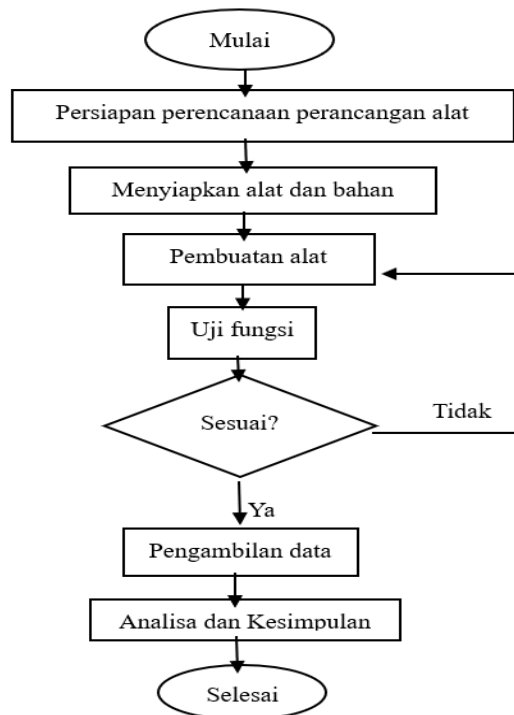 Mulai
Persiapan perencanaan perancangan alat
Menyiapkan alat dan bahan
Pembuatan alat
Uji fungsi
Sesuai?
Tidak
Ya
Pengambilan data
Analisa dan Kesimpulan
Selesai